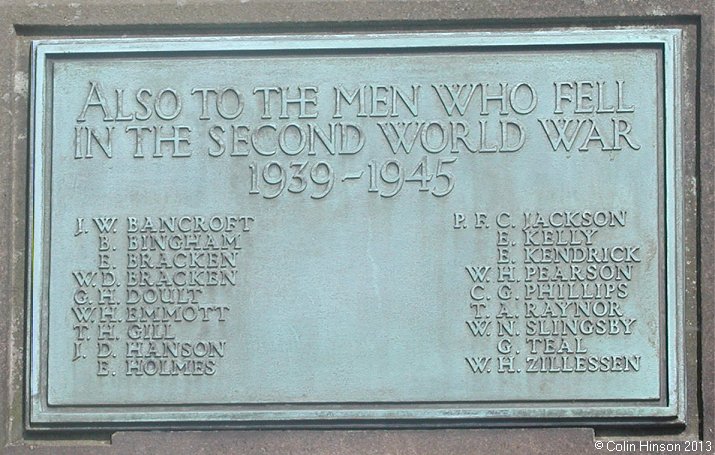 ALSO TO THE MEN WHO FELL
IN THE SECOND WORLD WAR
1939-1945
J. W. BANCROFT
B. BINGHAM
E. BRACKEN
W. D. BRACKEN
G. H. DOULT
W. H. EMMOTT
T. H. GILL
J. D. HANSON
E. HOLMES
P. F. C. JACKSON
E. KELLY
E. KENDRICK
W. H. PEARSON
C. G. PHILLIPS
T. A. RAYNOR
W. N. SLINGSBY
G. TEAL
W. H. ZILLESSEN
© Colin Hinson 2013